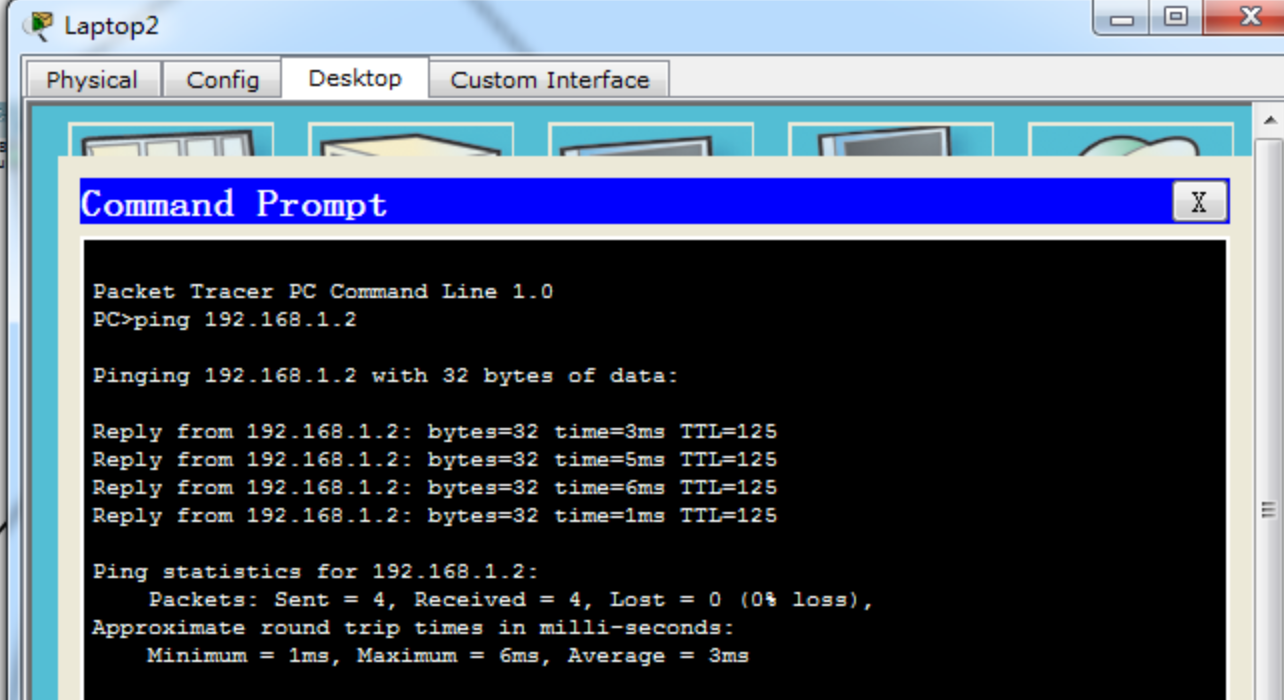 Laptop2
Physical Config Desktop Custom Interface
Command Prompt X
Packet Tracer PC Command Line 1.0
PC>ping 192.168.1.2
Pinging 192.168.1.2 with 32 bytes of data:
Reply from 192.168.1.2: bytes=32 time=3ms TTL=125
Reply from 192.168.1.2: bytes=32 time=5ms TTL=125
Reply from 192.168.1.2: bytes=32 time=6ms TTL=125
Reply from 192.168.1.2: bytes=32 time=1ms TTL=125
Ping statistics for 192.168.1.2:
Packets: Sent = 4, Received = 4, Lost = 0 (0% loss),
Approximate round trip times in milli-seconds:
Minimum = 1ms, Maximum = 6ms, Average = 3ms